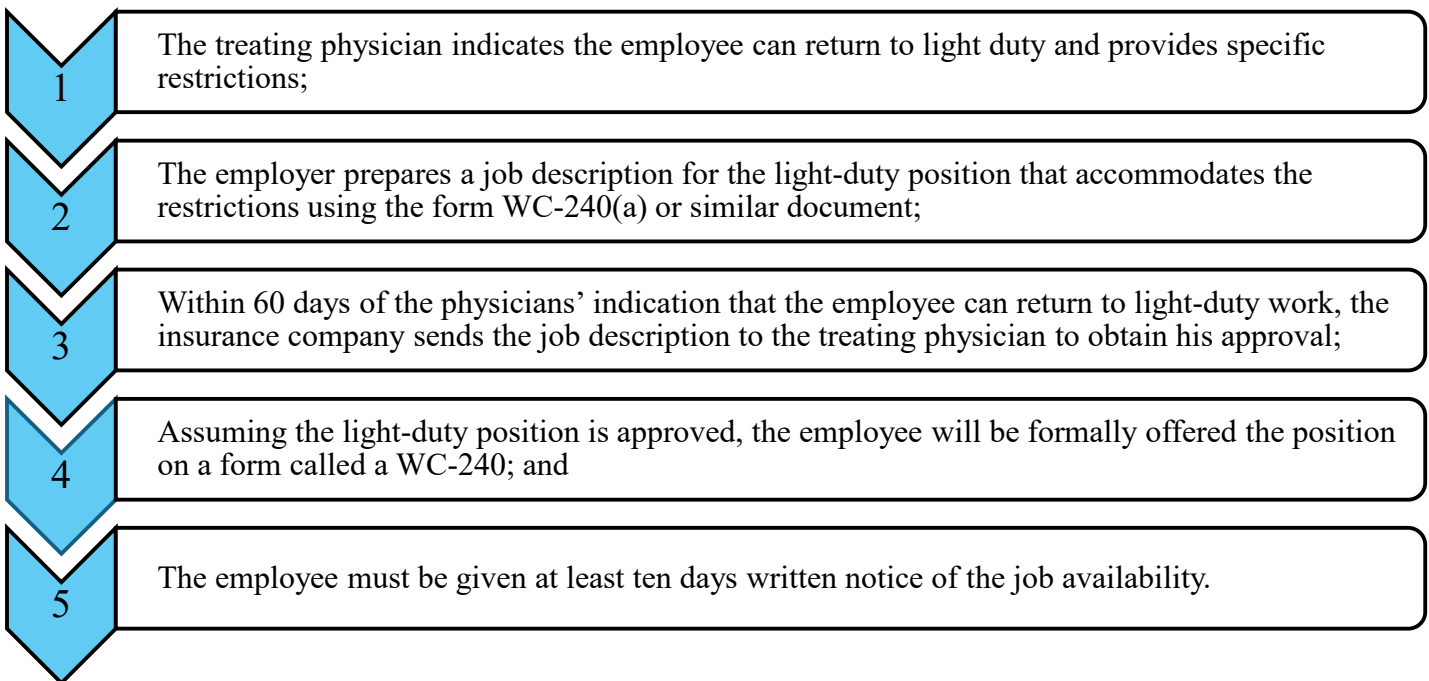 1
The treating physician indicates the employee can return to light duty and provides specific
restrictions;
2
The employer prepares a job description for the light-duty position that accommodates the
restrictions using the form WC-240(a) or similar document;
3
Within 60 days of the physicians’ indication that the employee can return to light-duty work, the
insurance company sends the job description to the treating physician to obtain his approval;
4
Assuming the light-duty position is approved, the employee will be formally offered the position
on a form called a WC-240; and
5
The employee must be given at least ten days written notice of the job availability.